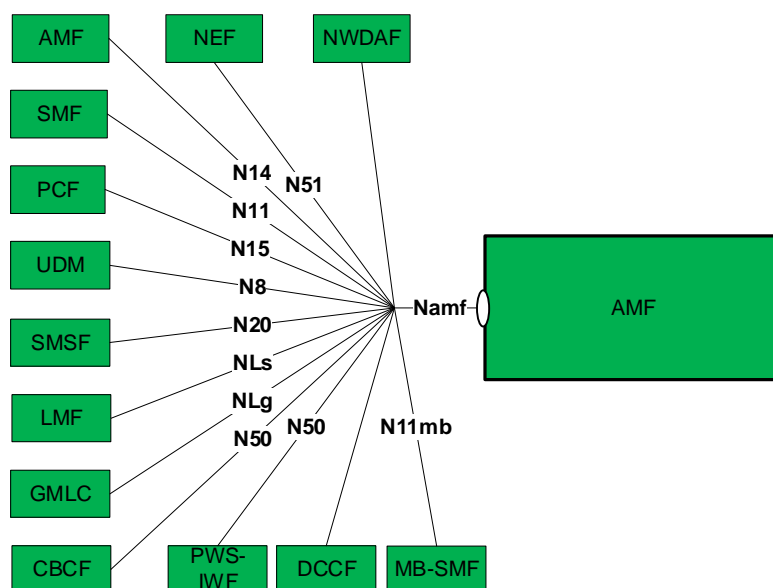 AMF
NEF
NWDAF
SMF
PCF
UDM
SMSF
LMF
GMLC
CBCF
PWS-
IWF
DCCF
MB-SMF
N14
N51
N11
N15
N8
N20
NLs
NLg
N50
N50
N11mb
Namf
AMF